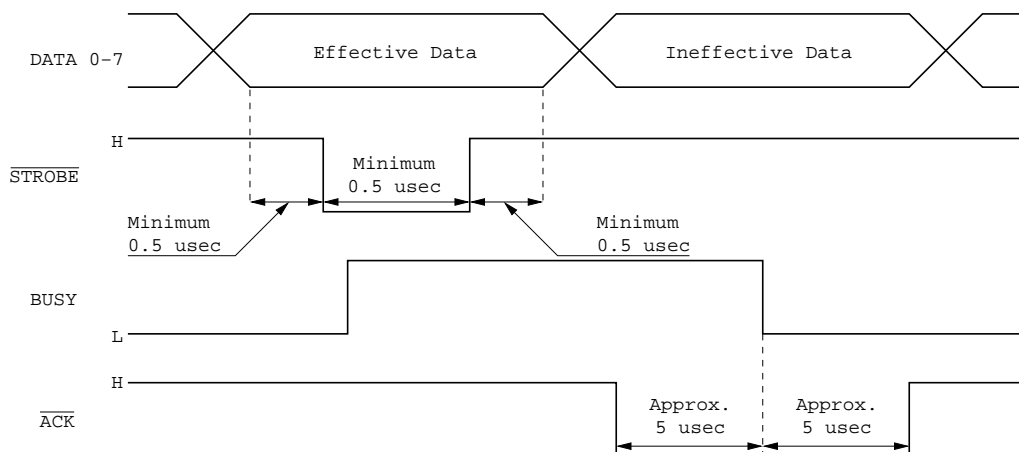 DATA 0-7
Effective Data
Ineffective Data
H
STROBE
Minimum
0.5 usec
Minimum
0.5 usec
Minimum
0.5 usec
BUSY
L
H
ACK
Approx.
5 usec
Approx.
5 usec